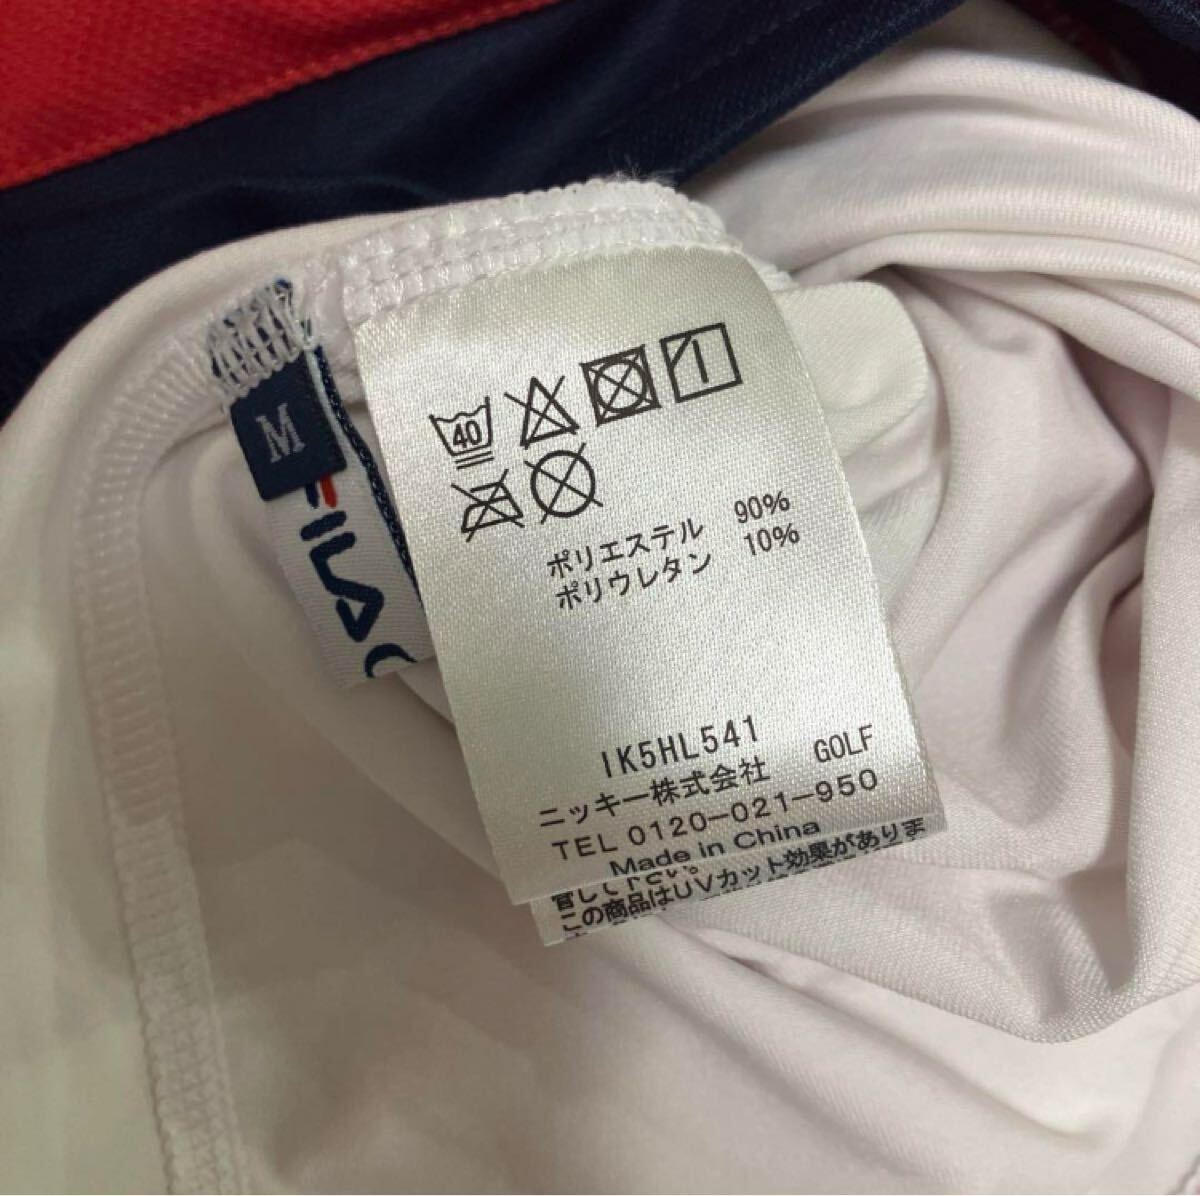 M
FILA G
40
ポリエステル 90%
ポリウレタン 10%
IK5HL541
ニッキー株式会社 GOLF
TEL 0120-021-950
Made in China
この商品はUVカット効果がありま